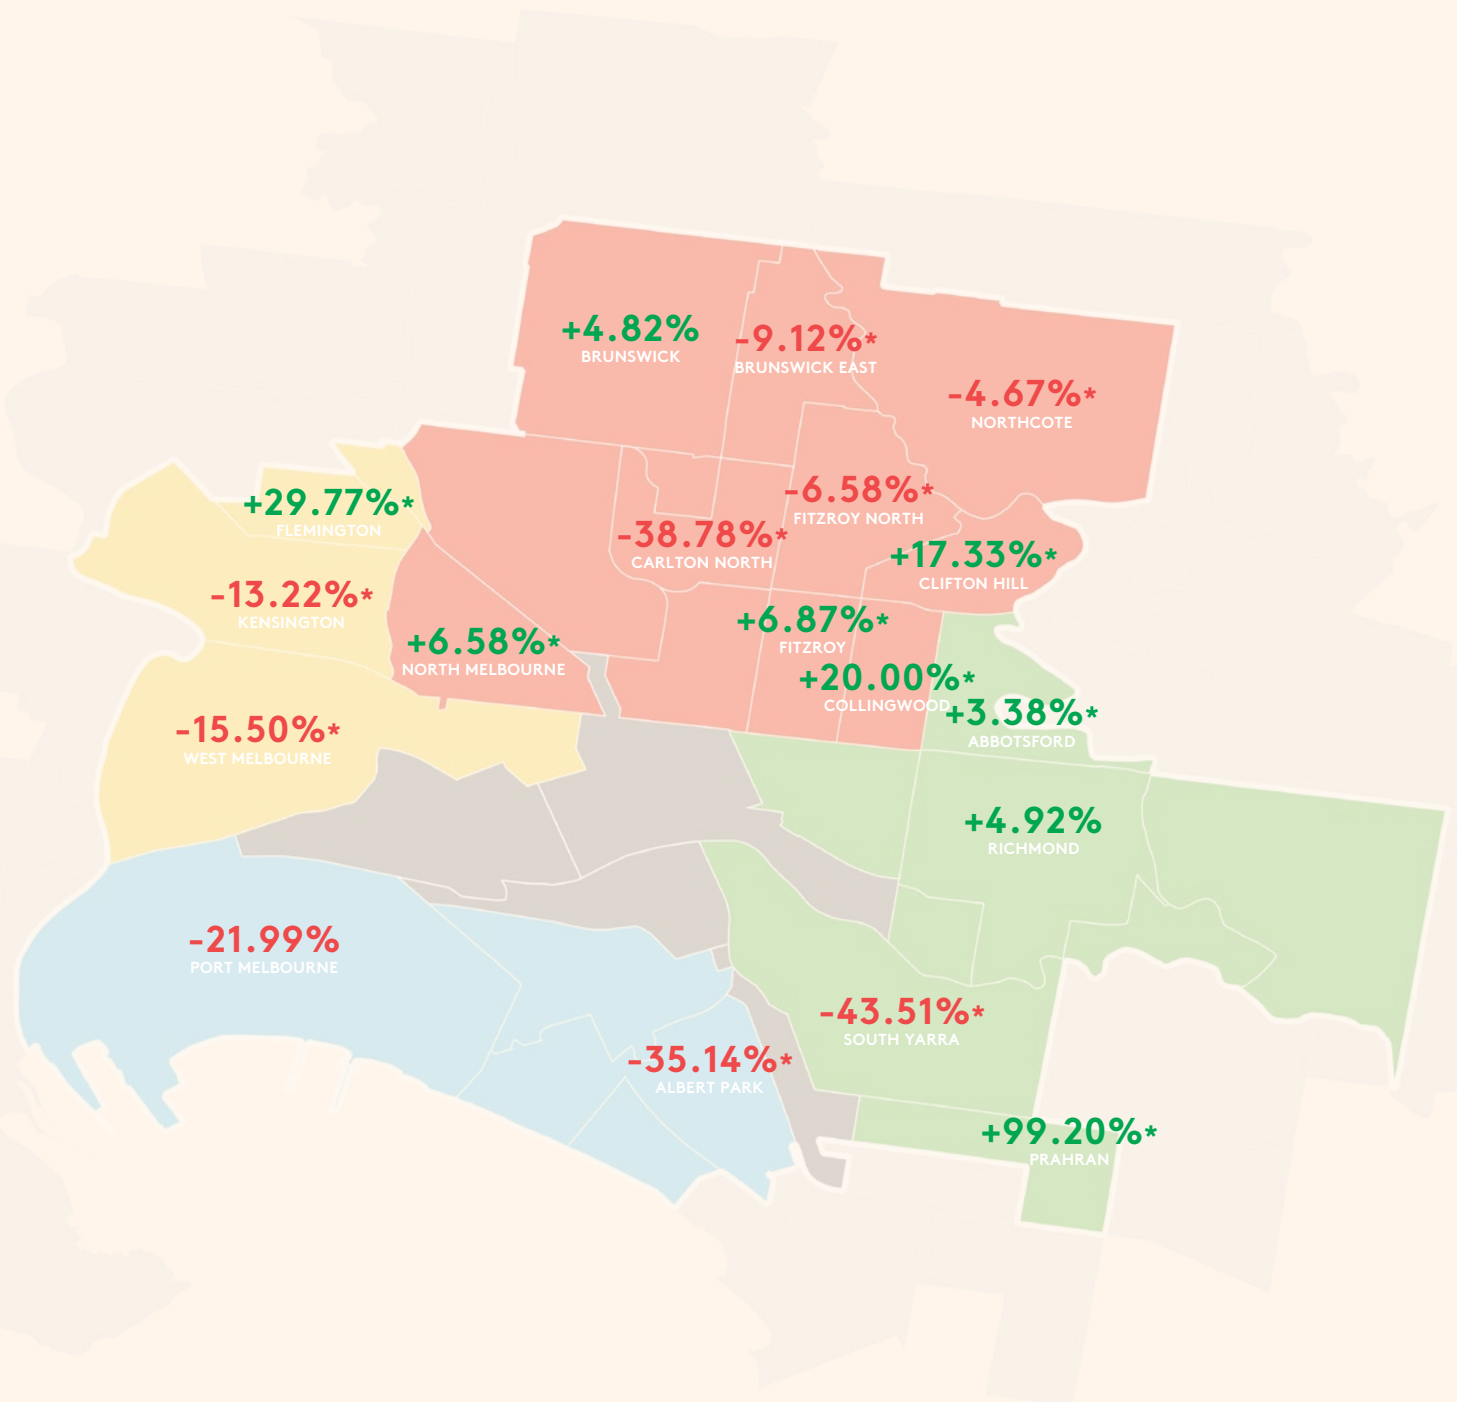 +4.82%
BRUNSWICK
-9.12%*
BRUNSWICK EAST
-4.67%*
NORTHCOTE
+29.77%*
FLEMINGTON
-6.58%*
FITZROY NORTH
-38.78%*
CARLTON NORTH
+17.33%*
CLIFTON HILL
-13.22%*
KENSINGTON
+6.87%*
FITZROY
+6.58%*
NORTH MELBOURNE
+20.00%*
COLLINGWOOD
+3.38%*
ABBOTSFORD
-15.50%*
WEST MELBOURNE
+4.92%
RICHMOND
-21.99%
PORT MELBOURNE
-43.51%*
SOUTH YARRA
-35.14%*
ALBERT PARK
+99.20%*
PRAHRAN